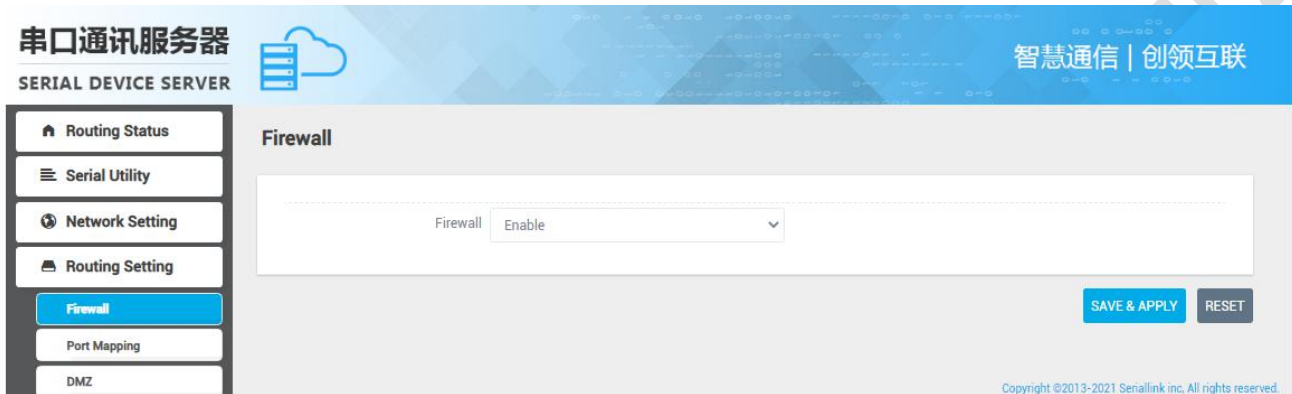 串口通讯服务器
SERIAL DEVICE SERVER
智慧通信 | 创领互联
Routing Status
Serial Utility
Network Setting
Routing Setting
Firewall
Port Mapping
DMZ
Firewall
Firewall Enable
SAVE & APPLY RESET
Copyright ©2013-2021 Seriallink inc, All rights reserved.